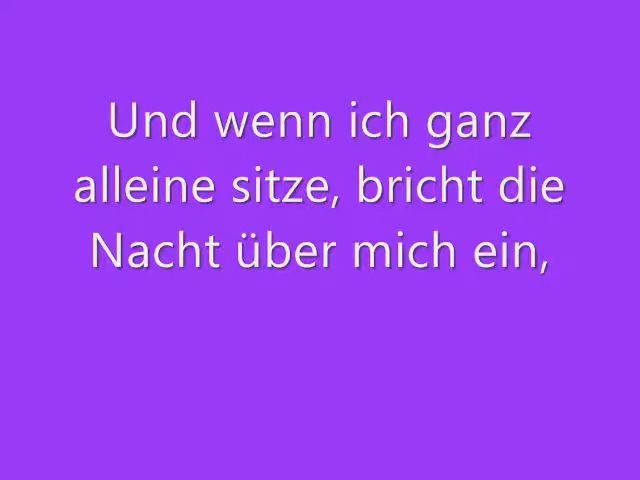 Und wenn ich ganz
alleine sitze, bricht die
Nacht über mich ein,